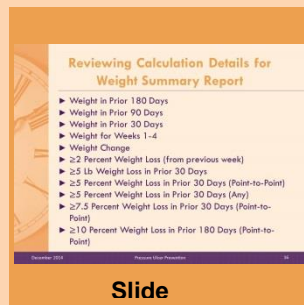 Reviewing Calculation Details for
Weight Summary Report
► Weight in Prior 180 Days
► Weight in Prior 90 Days
► Weight in Prior 30 Days
► Weight for Weeks 1-4
► Weight Change
► ≥2 Percent Weight Loss (from previous week)
► ≥5 Lb Weight Loss in Prior 30 Days
► ≥5 Percent Weight Loss in Prior 30 Days (Point-to-Point)
► ≥5 Percent Weight Loss in Prior 30 Days (Any)
► ≥7.5 Percent Weight Loss in Prior 30 Days (Point-to-
Point)
► ≥10 Percent Weight Loss in Prior 180 Days (Point-to-
Point)
December 2014 Pressure Ulcer Prevention
Slide